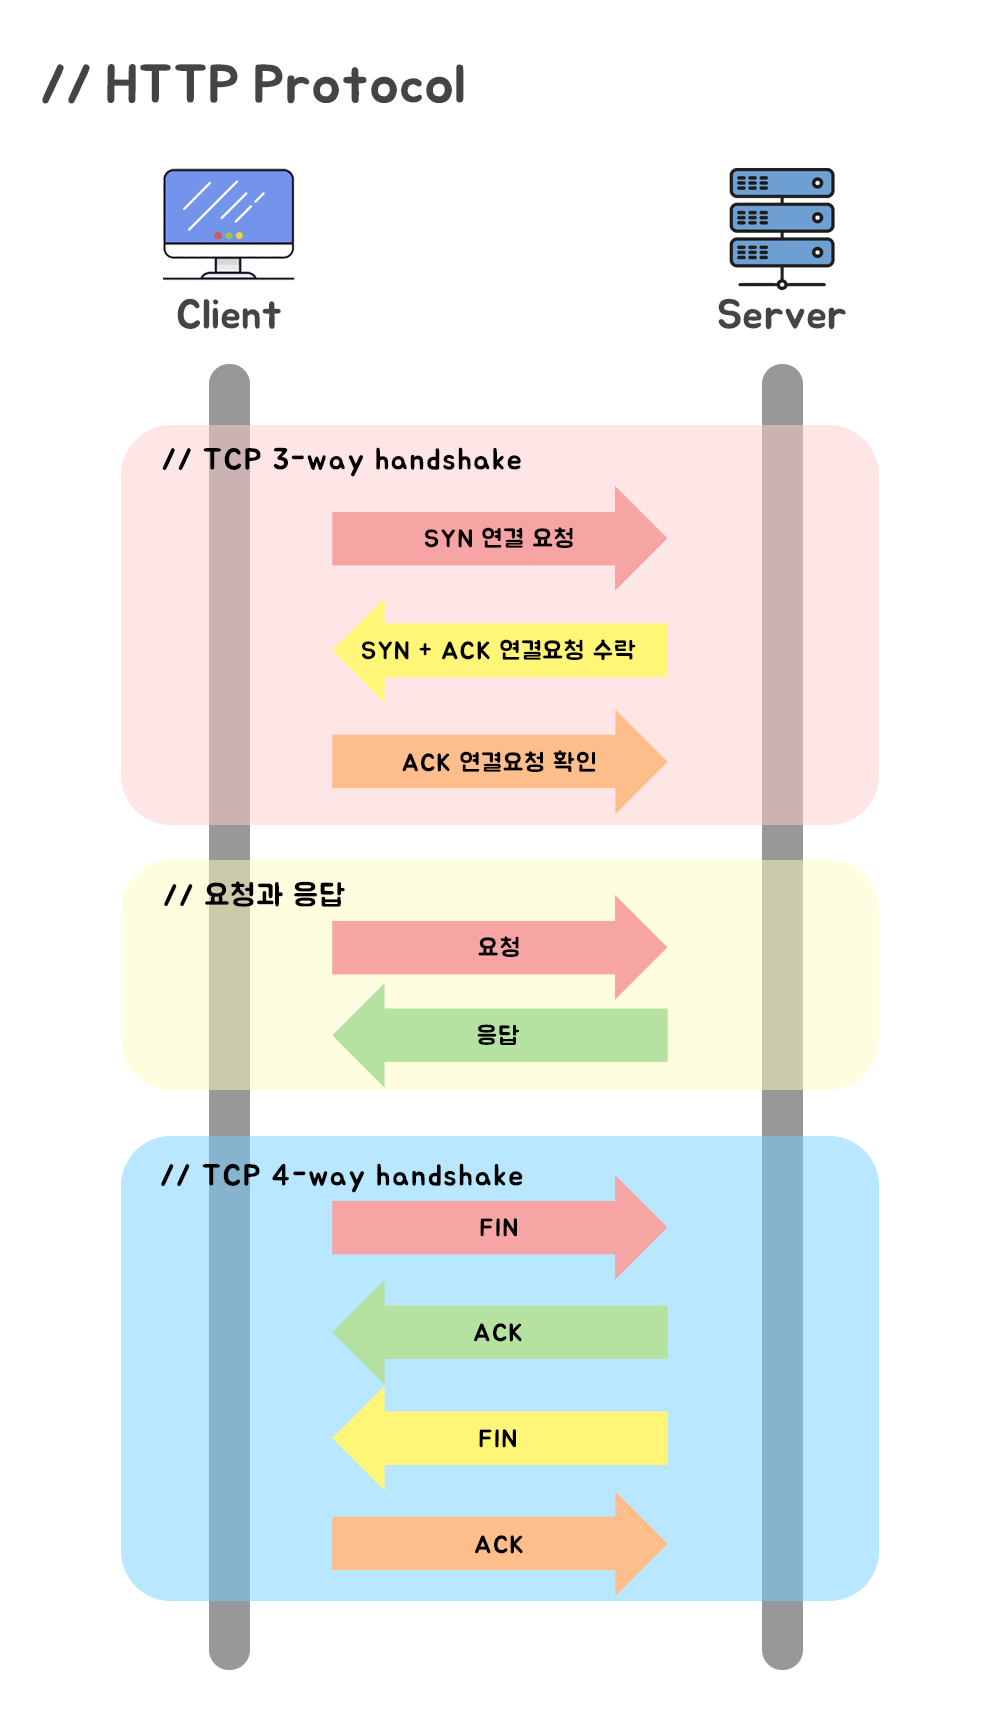 // HTTP Protocol
Client
Server
// TCP 3-way handshake
SYN 연결 요청
SYN + ACK 연결요청 수락
ACK 연결요청 확인
// 요청과 응답
요청
응답
// TCP 4-way handshake
FIN
ACK
FIN
ACK